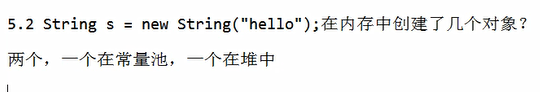 5.2 String s = new String("hello");在内存中创建了几个对象?
两个，一个在常量池，一个在堆中